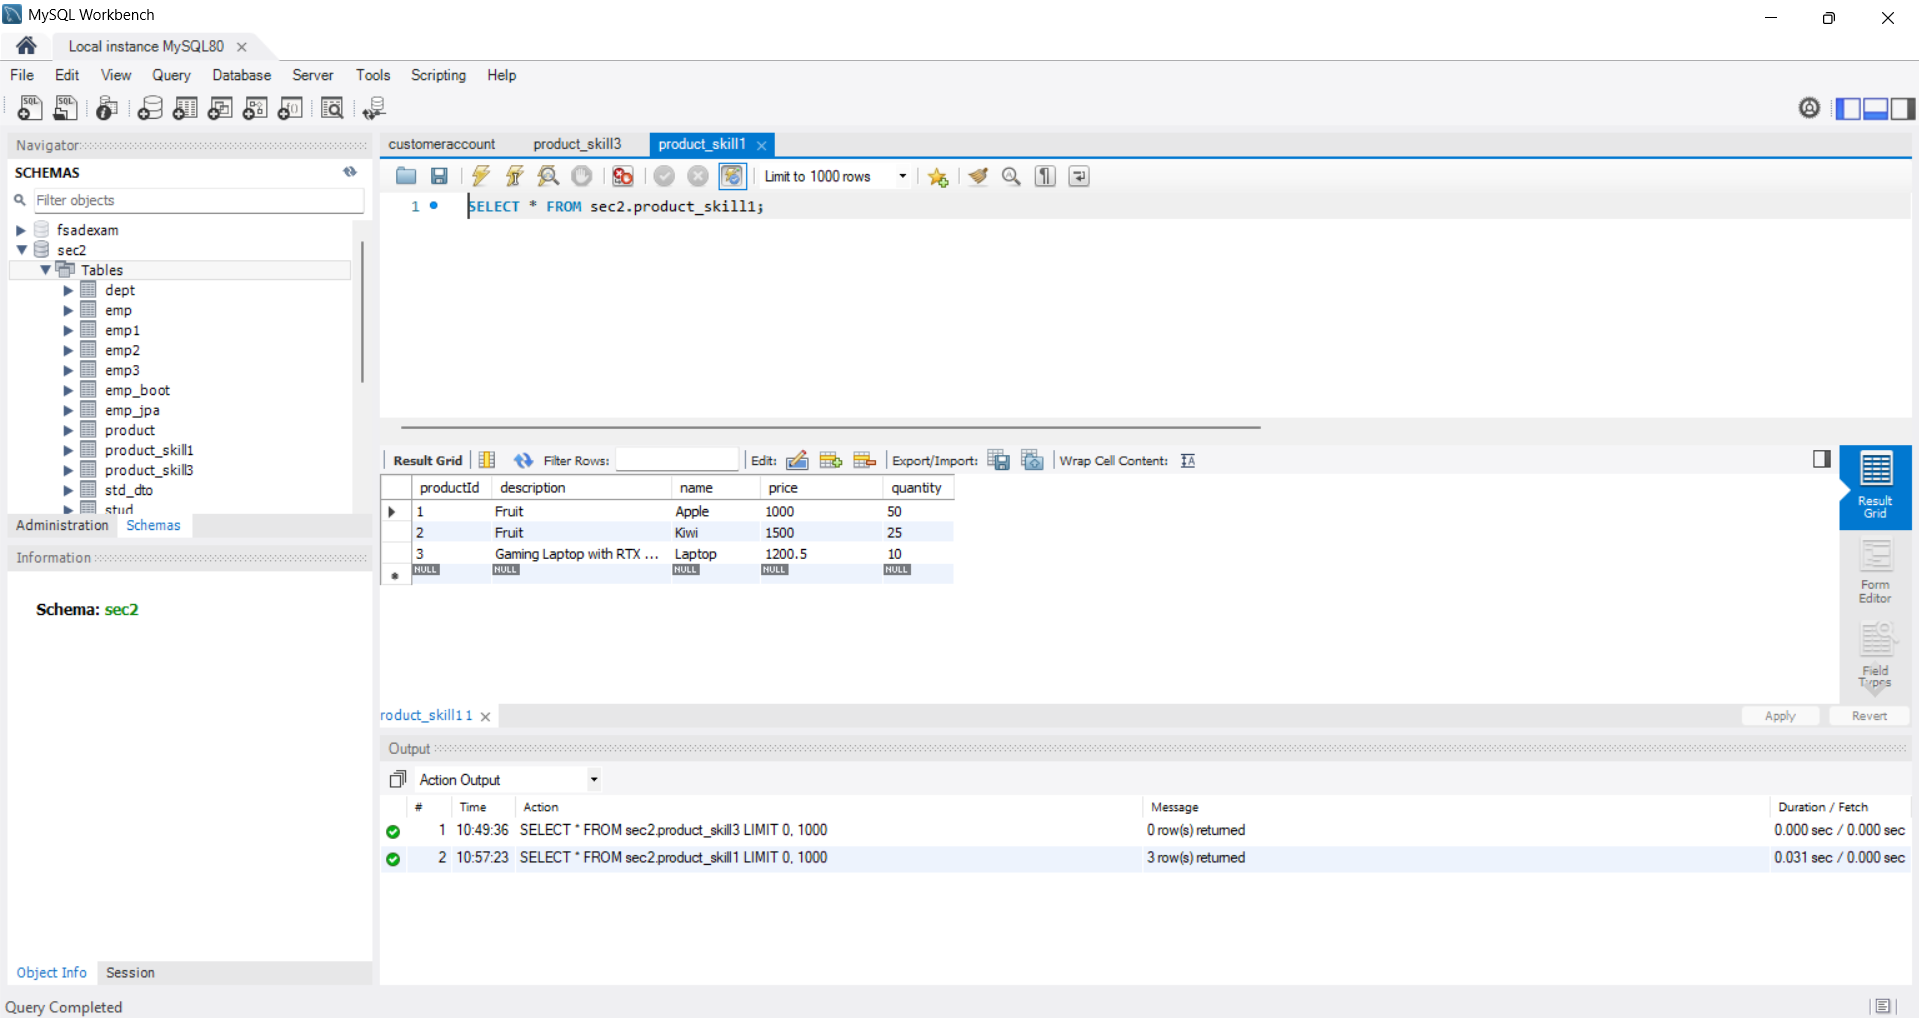 MySQL Workbench
Local instance MySQL80
File Edit View Query Database Server Tools Scripting Help
Navigator
SCHEMAS
Filter objects
fsadexam
sec2
Tables
dept
emp
emp1
emp2
emp3
emp_boot
emp_jpa
product
product_skill1
product_skill3
std_dto
stud
Administration Schemas
Information
Schema: sec2
Object Info Session
Query Completed
customeraccount product_skill3 product_skill1
Limit to 1000 rows
1 SELECT * FROM sec2.product_skill1;
Result Grid Filter Rows: Edit: Export/Import: Wrap Cell Content:
productId description name price quantity
1 Fruit Apple 1000 50
2 Fruit Kiwi 1500 25
3 Gaming Laptop with RTX ... Laptop 1200.5 10
NULL NULL NULL NULL NULL
Result
Grid
Form
Editor
Field
Types
roduct_skill1 1
Apply Revert
Output
Action Output
# Time Action Message Duration / Fetch
1 10:49:36 SELECT * FROM sec2.product_skill3 LIMIT 0, 1000 0 row(s) returned 0.000 sec / 0.000 sec
2 10:57:23 SELECT * FROM sec2.product_skill1 LIMIT 0, 1000 3 row(s) returned 0.031 sec / 0.000 sec